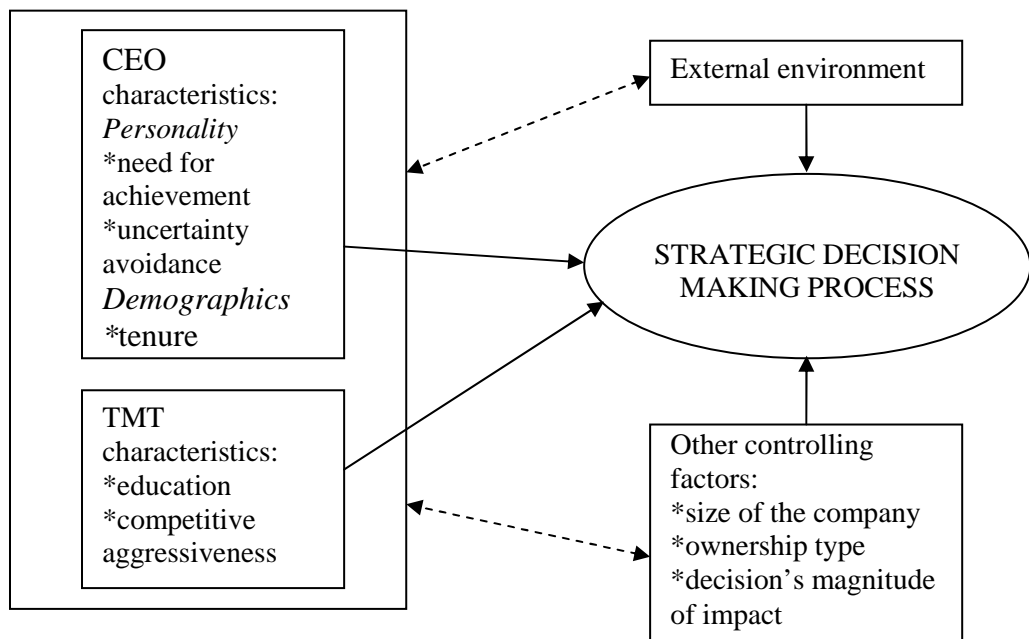 CEO
characteristics:
Personality
*need for
achievement
*uncertainty
avoidance
Demographics
*tenure
TMT
characteristics:
*education
*competitive
aggressiveness
External environment
STRATEGIC DECISION
MAKING PROCESS
Other controlling
factors:
*size of the company
*ownership type
*decision’s magnitude
of impact